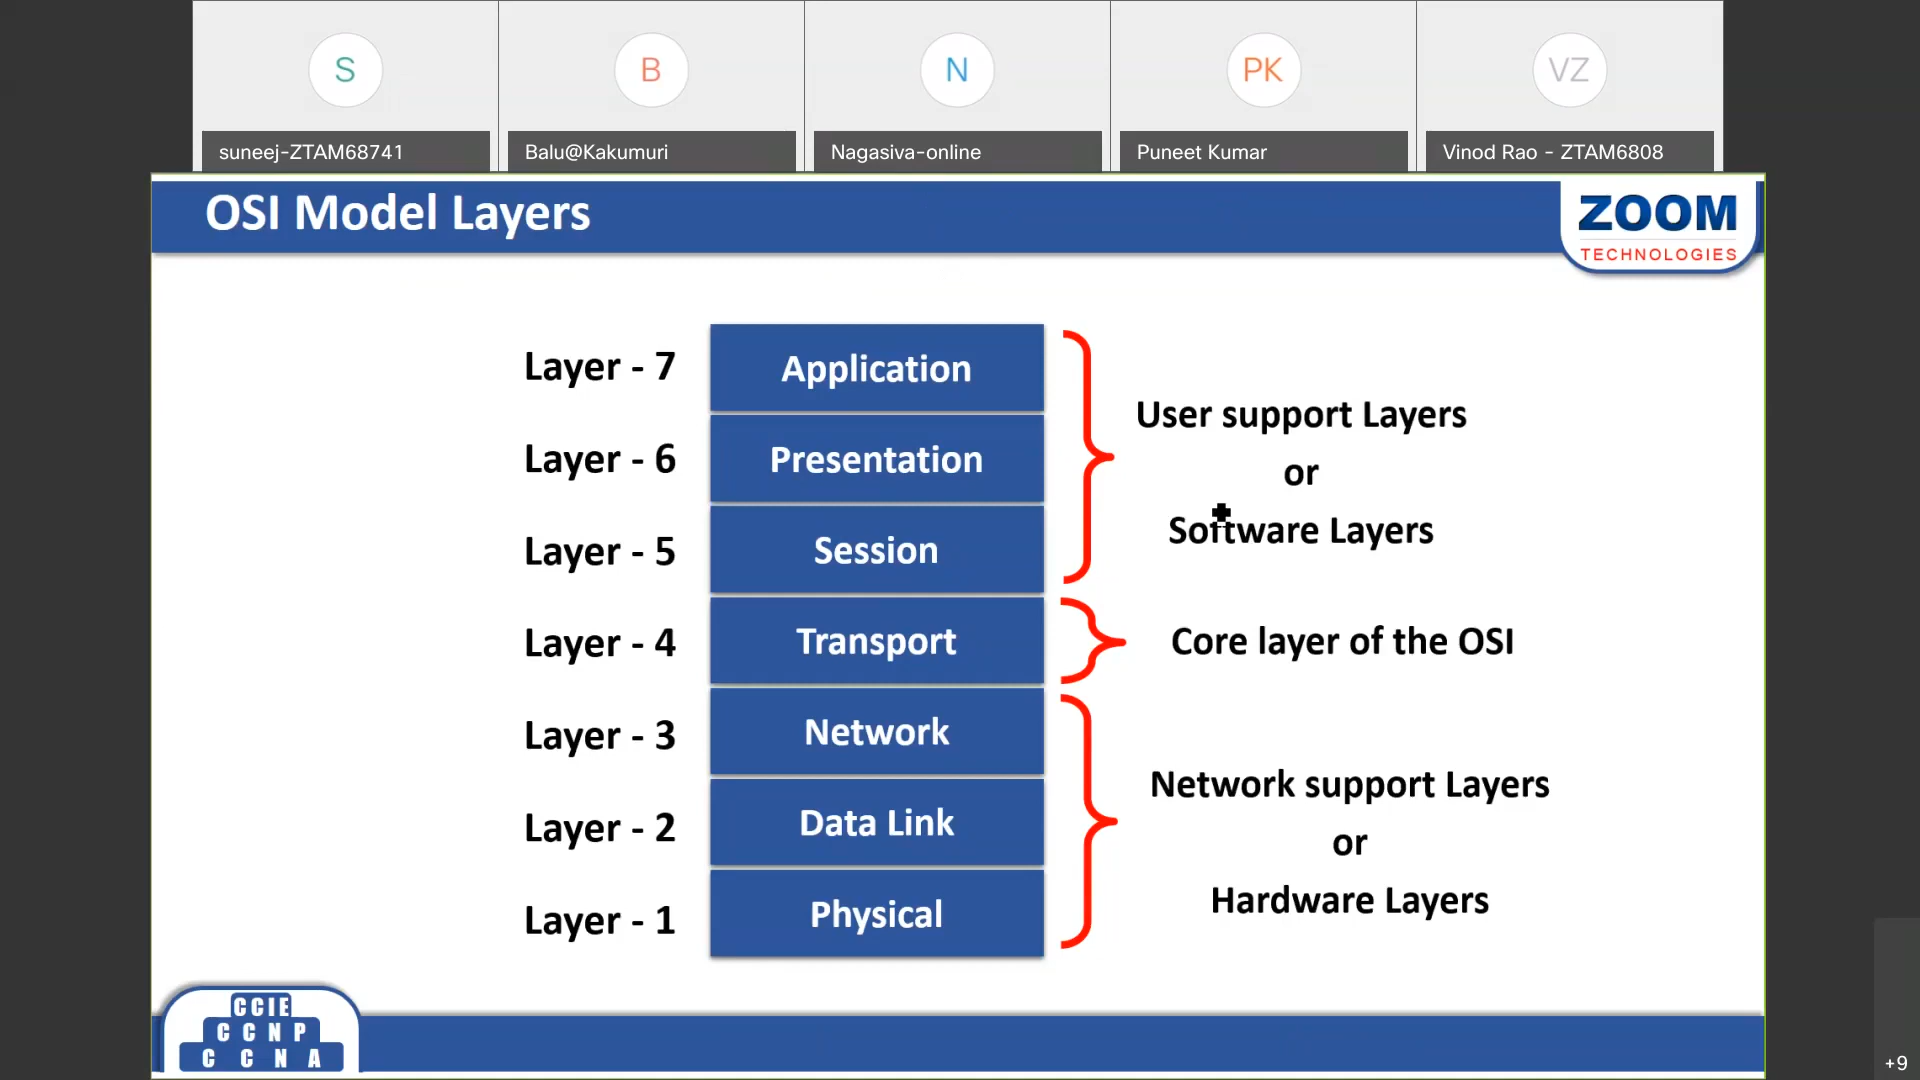 S
B
N
PK
VZ
suneej-ZTAM68741
Balu@Kakumuri
Nagasiva-online
Puneet Kumar
Vinod Rao - ZTAM6808
OSI Model Layers
ZOOM
TECHNOLOGIES
Layer - 7
Application
Layer - 6
Presentation
Layer - 5
Session
User support Layers
or
Software Layers
Layer - 4
Transport
Core layer of the OSI
Layer - 3
Network
Layer - 2
Data Link
Layer - 1
Physical
Network support Layers
or
Hardware Layers
CCIE
CCNP
CCNA
+9